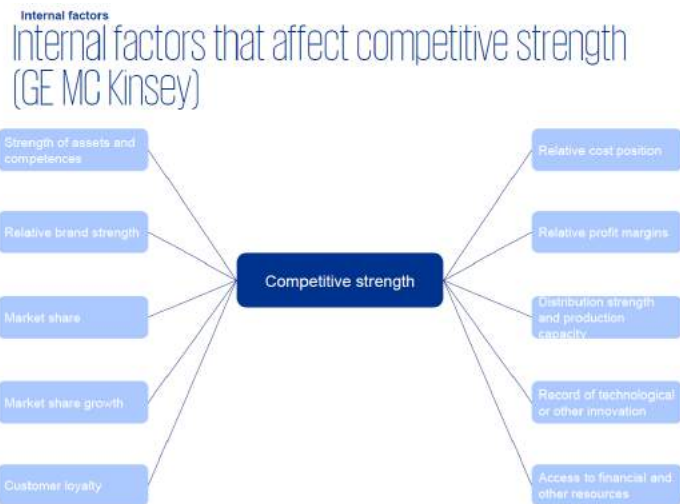 Internal factors
Internal factors that affect competitive strength
(GE MC Kinsey)
Strength of assets and
competences
Relative brand strength
Market share
Market share growth
Customer loyalty
Competitive strength
Relative cost position
Relative profit margins
Distribution strength
and production
capacity
Record of technological
or other innovation
Access to financial and
other resources